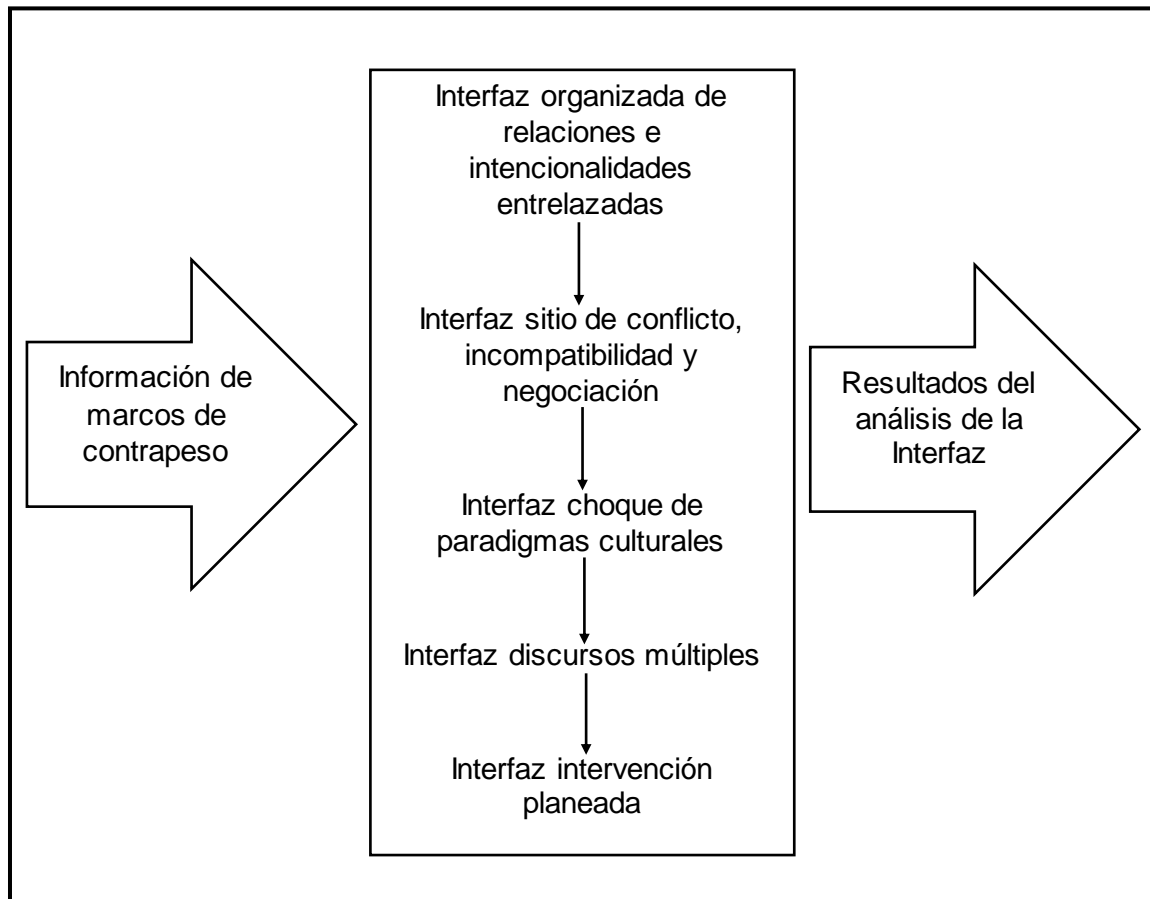 Información de
marcos de
contrapeso
Interfaz organizada de
relaciones e
intencionalidades
entrelazadas
Interfaz sitio de conflicto,
incompatibilidad y
negociación
Interfaz choque de
paradigmas culturales
Interfaz discursos múltiples
Interfaz intervención
planeada
Resultados del
análisis de la
Interfaz